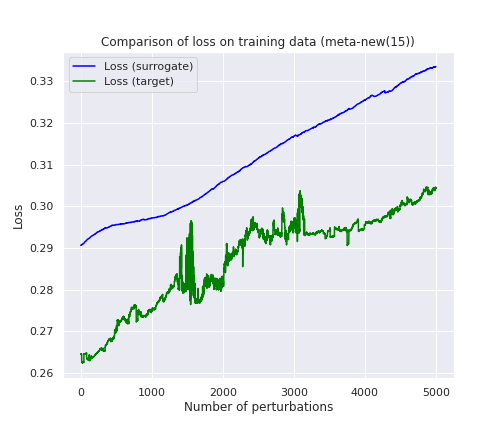 Comparison of loss on training data (meta-new(15))
Loss (surrogate)
Loss (target)
0.33
0.32
0.31
0.30
0.29
0.28
0.27
0.26
Loss
0
1000
2000
3000
4000
5000
Number of perturbations